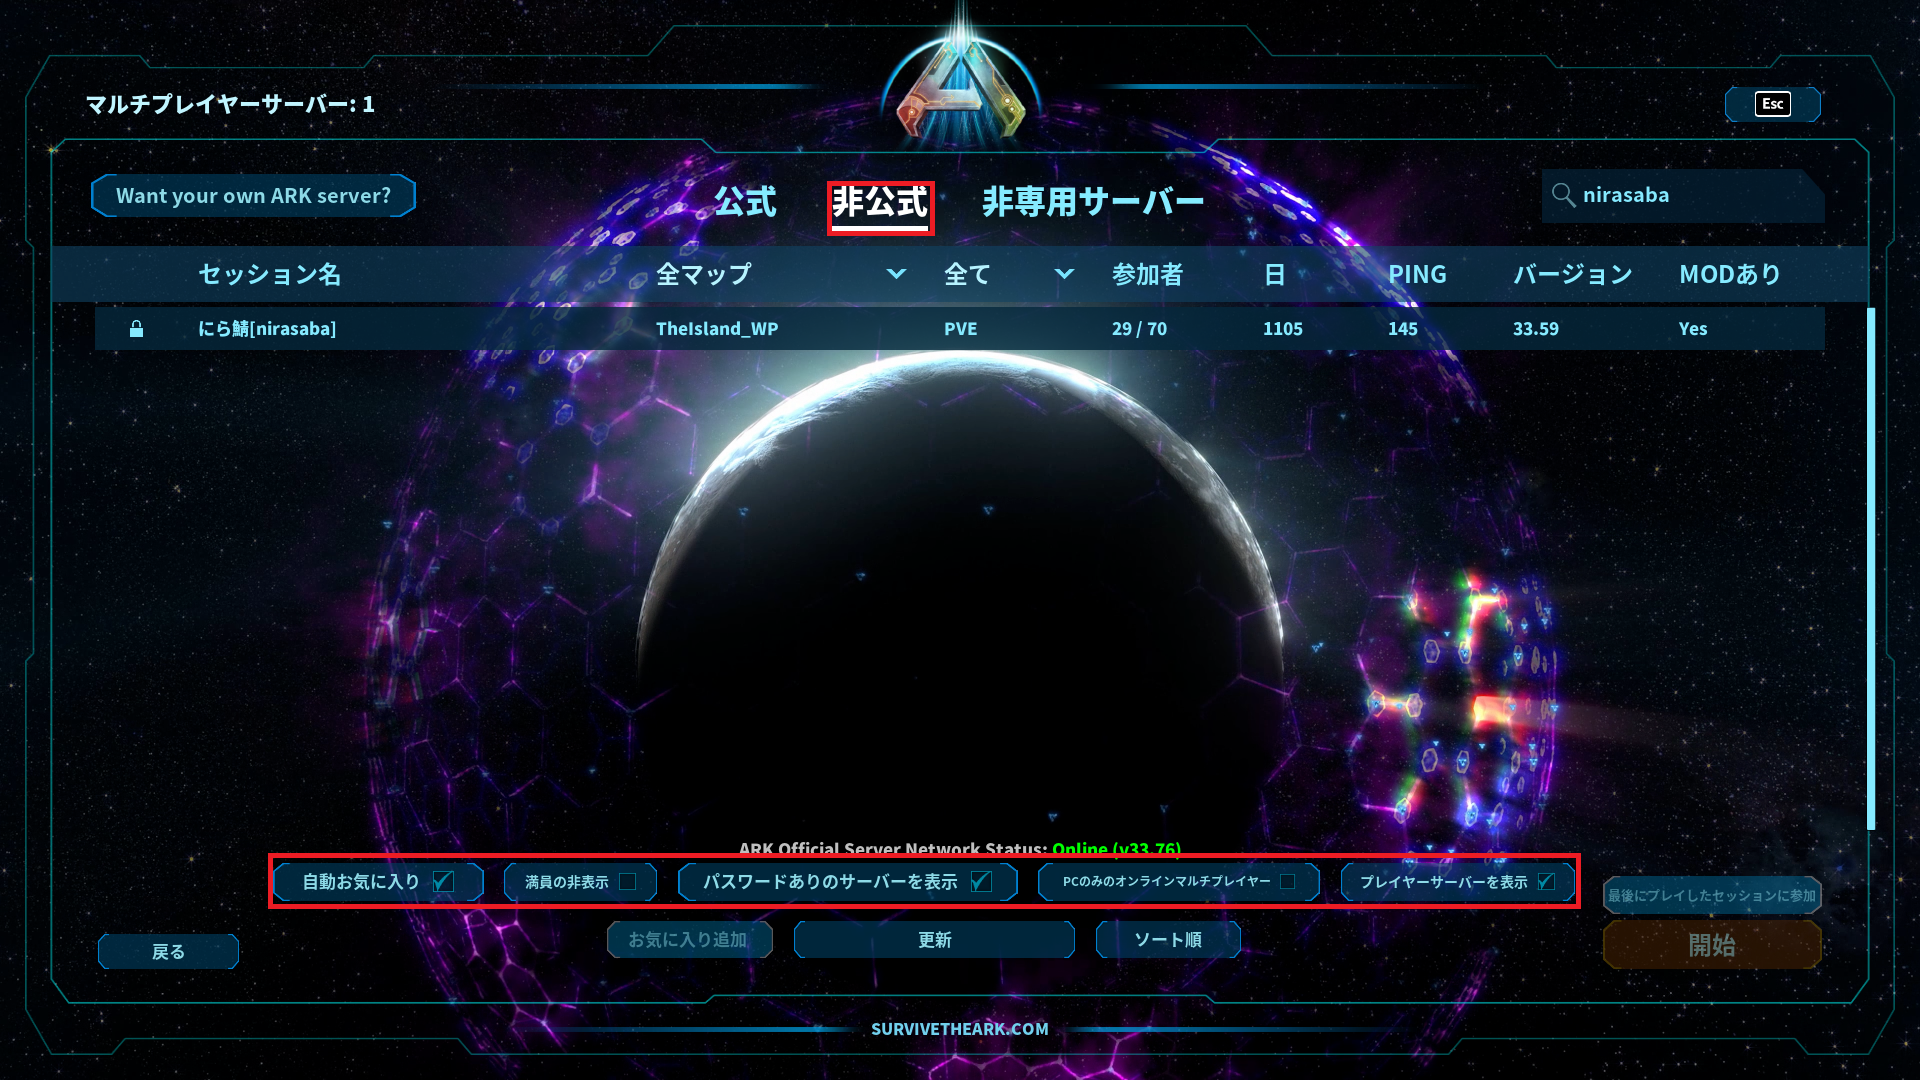 マルチプレイヤーサーバー: 1
Esc
Want your own ARK server?
公式 非公式 非専用サーバー
nirasaba
セッション名 全マップ 全て 参加者 日 PING バージョン MODあり
にら鯖[nirasaba] TheIsland_WP PVE 29 / 70 1105 145 33.59 Yes
ARK Official Server Network Status: Online (v33.76)
自動お気に入り 満員の非表示 パスワードありのサーバーを表示 PCのみのオンラインマルチプレイヤー プレイヤーサーバーを表示
最後にプレイしたセッションに参加
お気に入り追加 更新 ソート順
戻る 開始
SURVIVETHEARK.COM